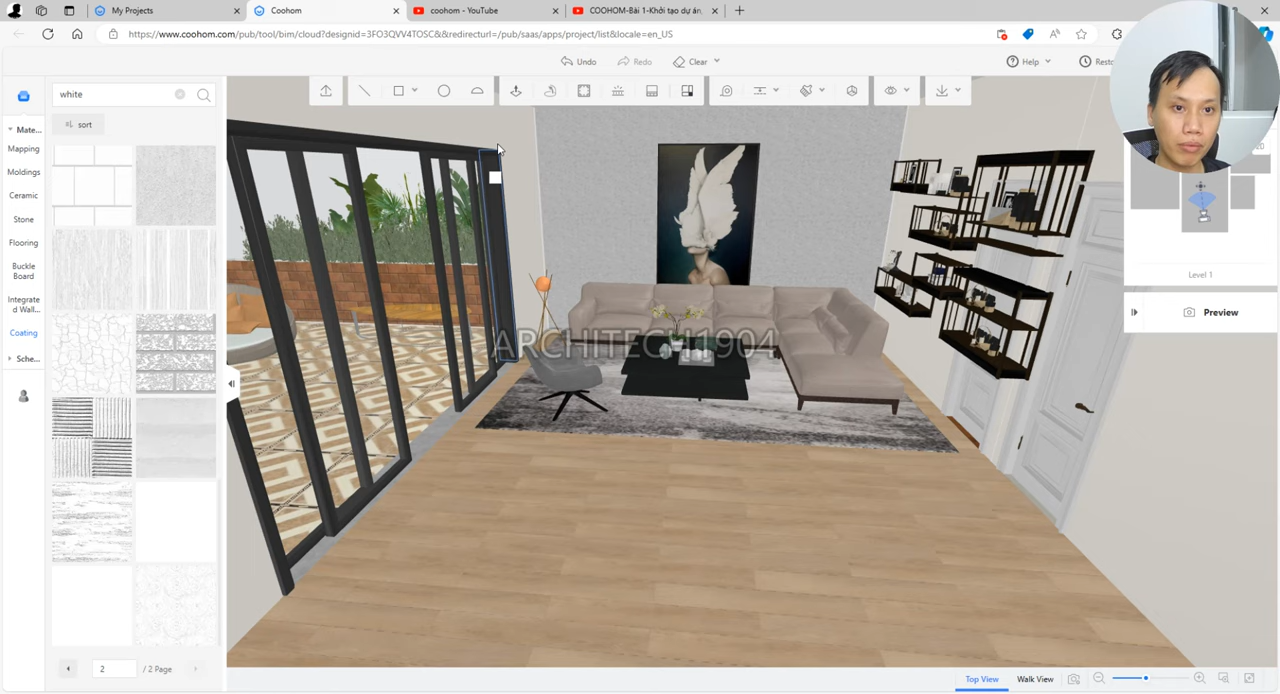 My Projects
Coohom
coohom - YouTube
COOHOM-Bài 1-Khởi tạo dự án,
https://www.coohom.com/pub/tool/bim/cloud?designid=3FO3QVV4TOSC&&redirecturl=/pub/saas/apps/project/list&locale=en_US
Undo
Redo
Clear
Help
Resto
white
sort
Mate...
Mapping
Moldings
Ceramic
Stone
Flooring
Buckle
Board
Integrate
d Wall...
Coating
Sche...
ARCHITECH1904
2D
Level 1
Preview
2
/ 2 Page
Top View
Walk View